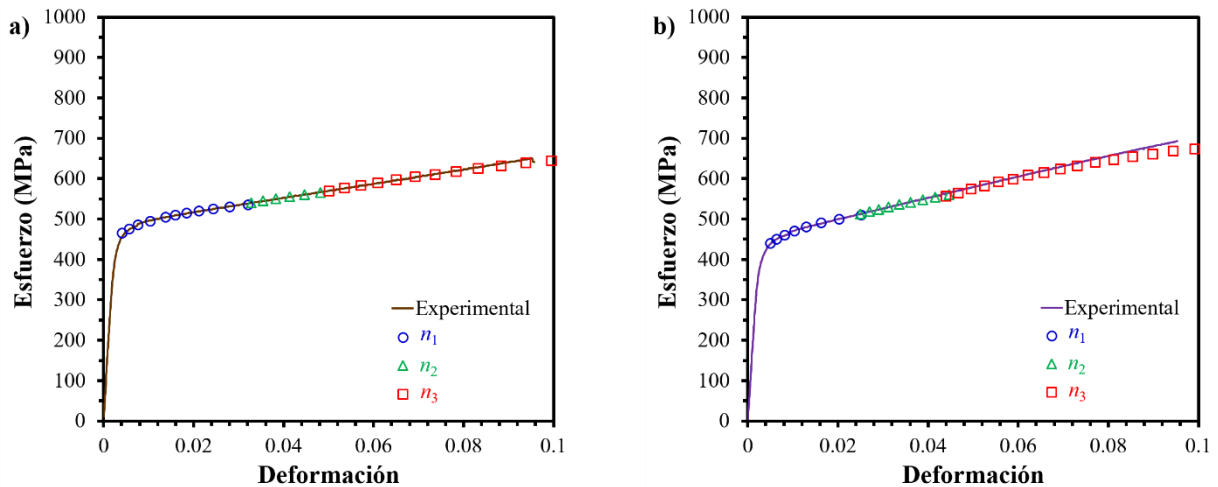 a)
1000
900
800
700
600
500
400
300
200
100
0
Esfuerzo (MPa)
Experimental
n1
n2
n3
0 0.02 0.04 0.06 0.08 0.1
Deformación
b)
1000
900
800
700
600
500
400
300
200
100
0
Esfuerzo (MPa)
Experimental
n1
n2
n3
0 0.02 0.04 0.06 0.08 0.1
Deformación